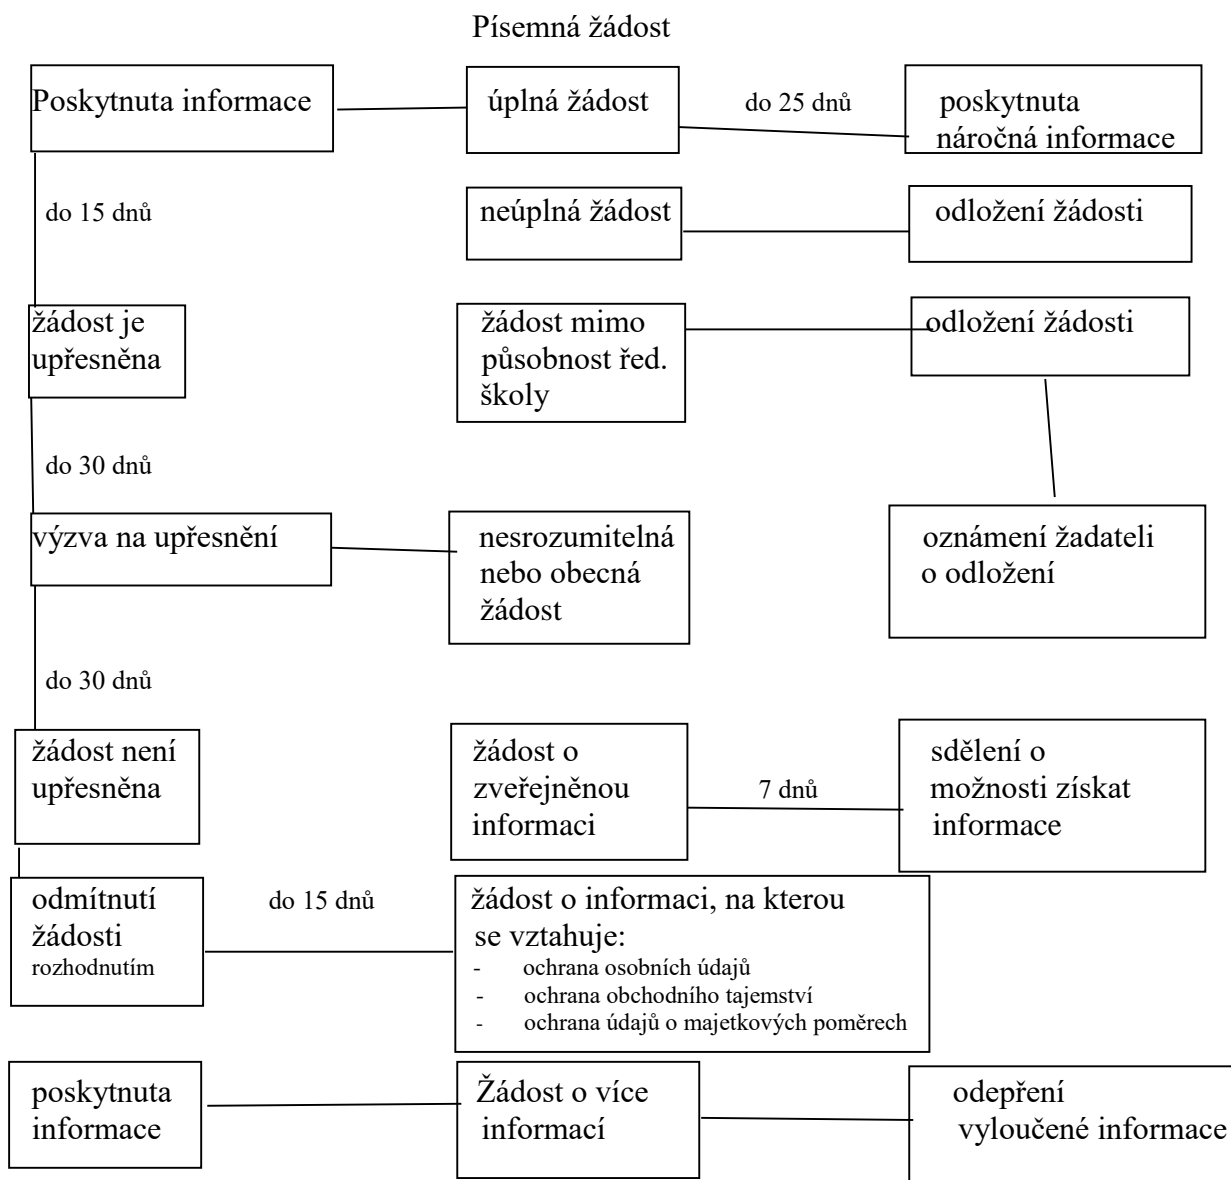 Písemná žádost
Poskytnuta informace
úplná žádost
do 25 dnů
poskytnuta
náročná informace
do 15 dnů
neúplná žádost
odložení žádosti
žádost je
upřesněna
žádost mimo
působnost řed.
školy
odložení žádosti
do 30 dnů
výzva na upřesnění
nesrozumitelná
nebo obecná
žádost
oznámení žadateli
o odložení
do 30 dnů
žádost není
upřesněna
žádost o
zveřejněnou
informaci
7 dnů
sdělení o
možnosti získat
informace
odmítnutí
žádosti
rozhodnutím
do 15 dnů
žádost o informaci, na kterou
se vztahuje:
- ochrana osobních údajů
- ochrana obchodního tajemství
- ochrana údajů o majetkových poměrech
poskytnuta
informace
Žádost o více
informací
odepření
vyloučené informace